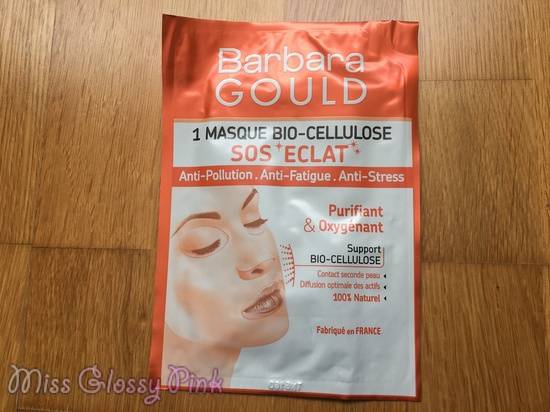 Barbara
GOULD
1 MASQUE BIO-CELLULOSE
SOS ECLAT
Anti-Pollution . Anti-Fatigue . Anti-Stress
Purifiant
& Oxygénant
Support
BIO-CELLULOSE
Contact seconde peau
Diffusion optimale des actifs
100% Naturel
Fabriqué en FRANCE
Miss Glossy Pink